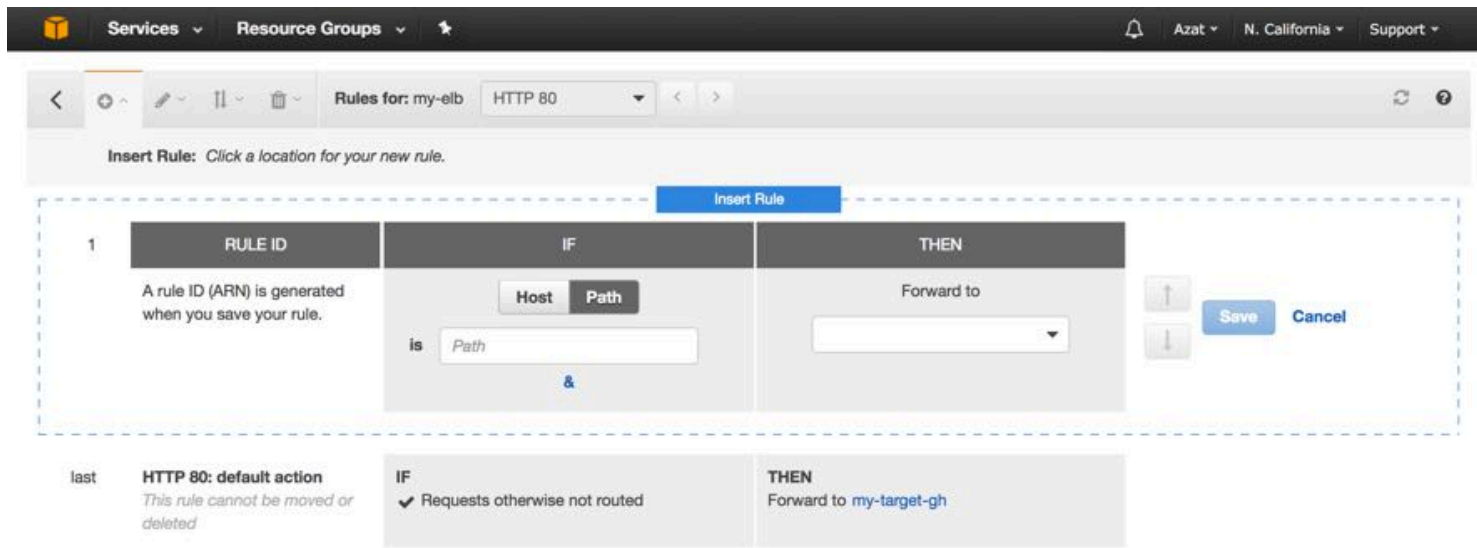 Services Resource Groups Azat N. California Support
Rules for: my-elb HTTP 80
Insert Rule: Click a location for your new rule.
Insert Rule
1 RULE ID IF THEN
A rule ID (ARN) is generated
when you save your rule.
Host Path
is Path
&
Forward to
Save Cancel
last HTTP 80: default action
This rule cannot be moved or
deleted
IF
Requests otherwise not routed
THEN
Forward to my-target-gh